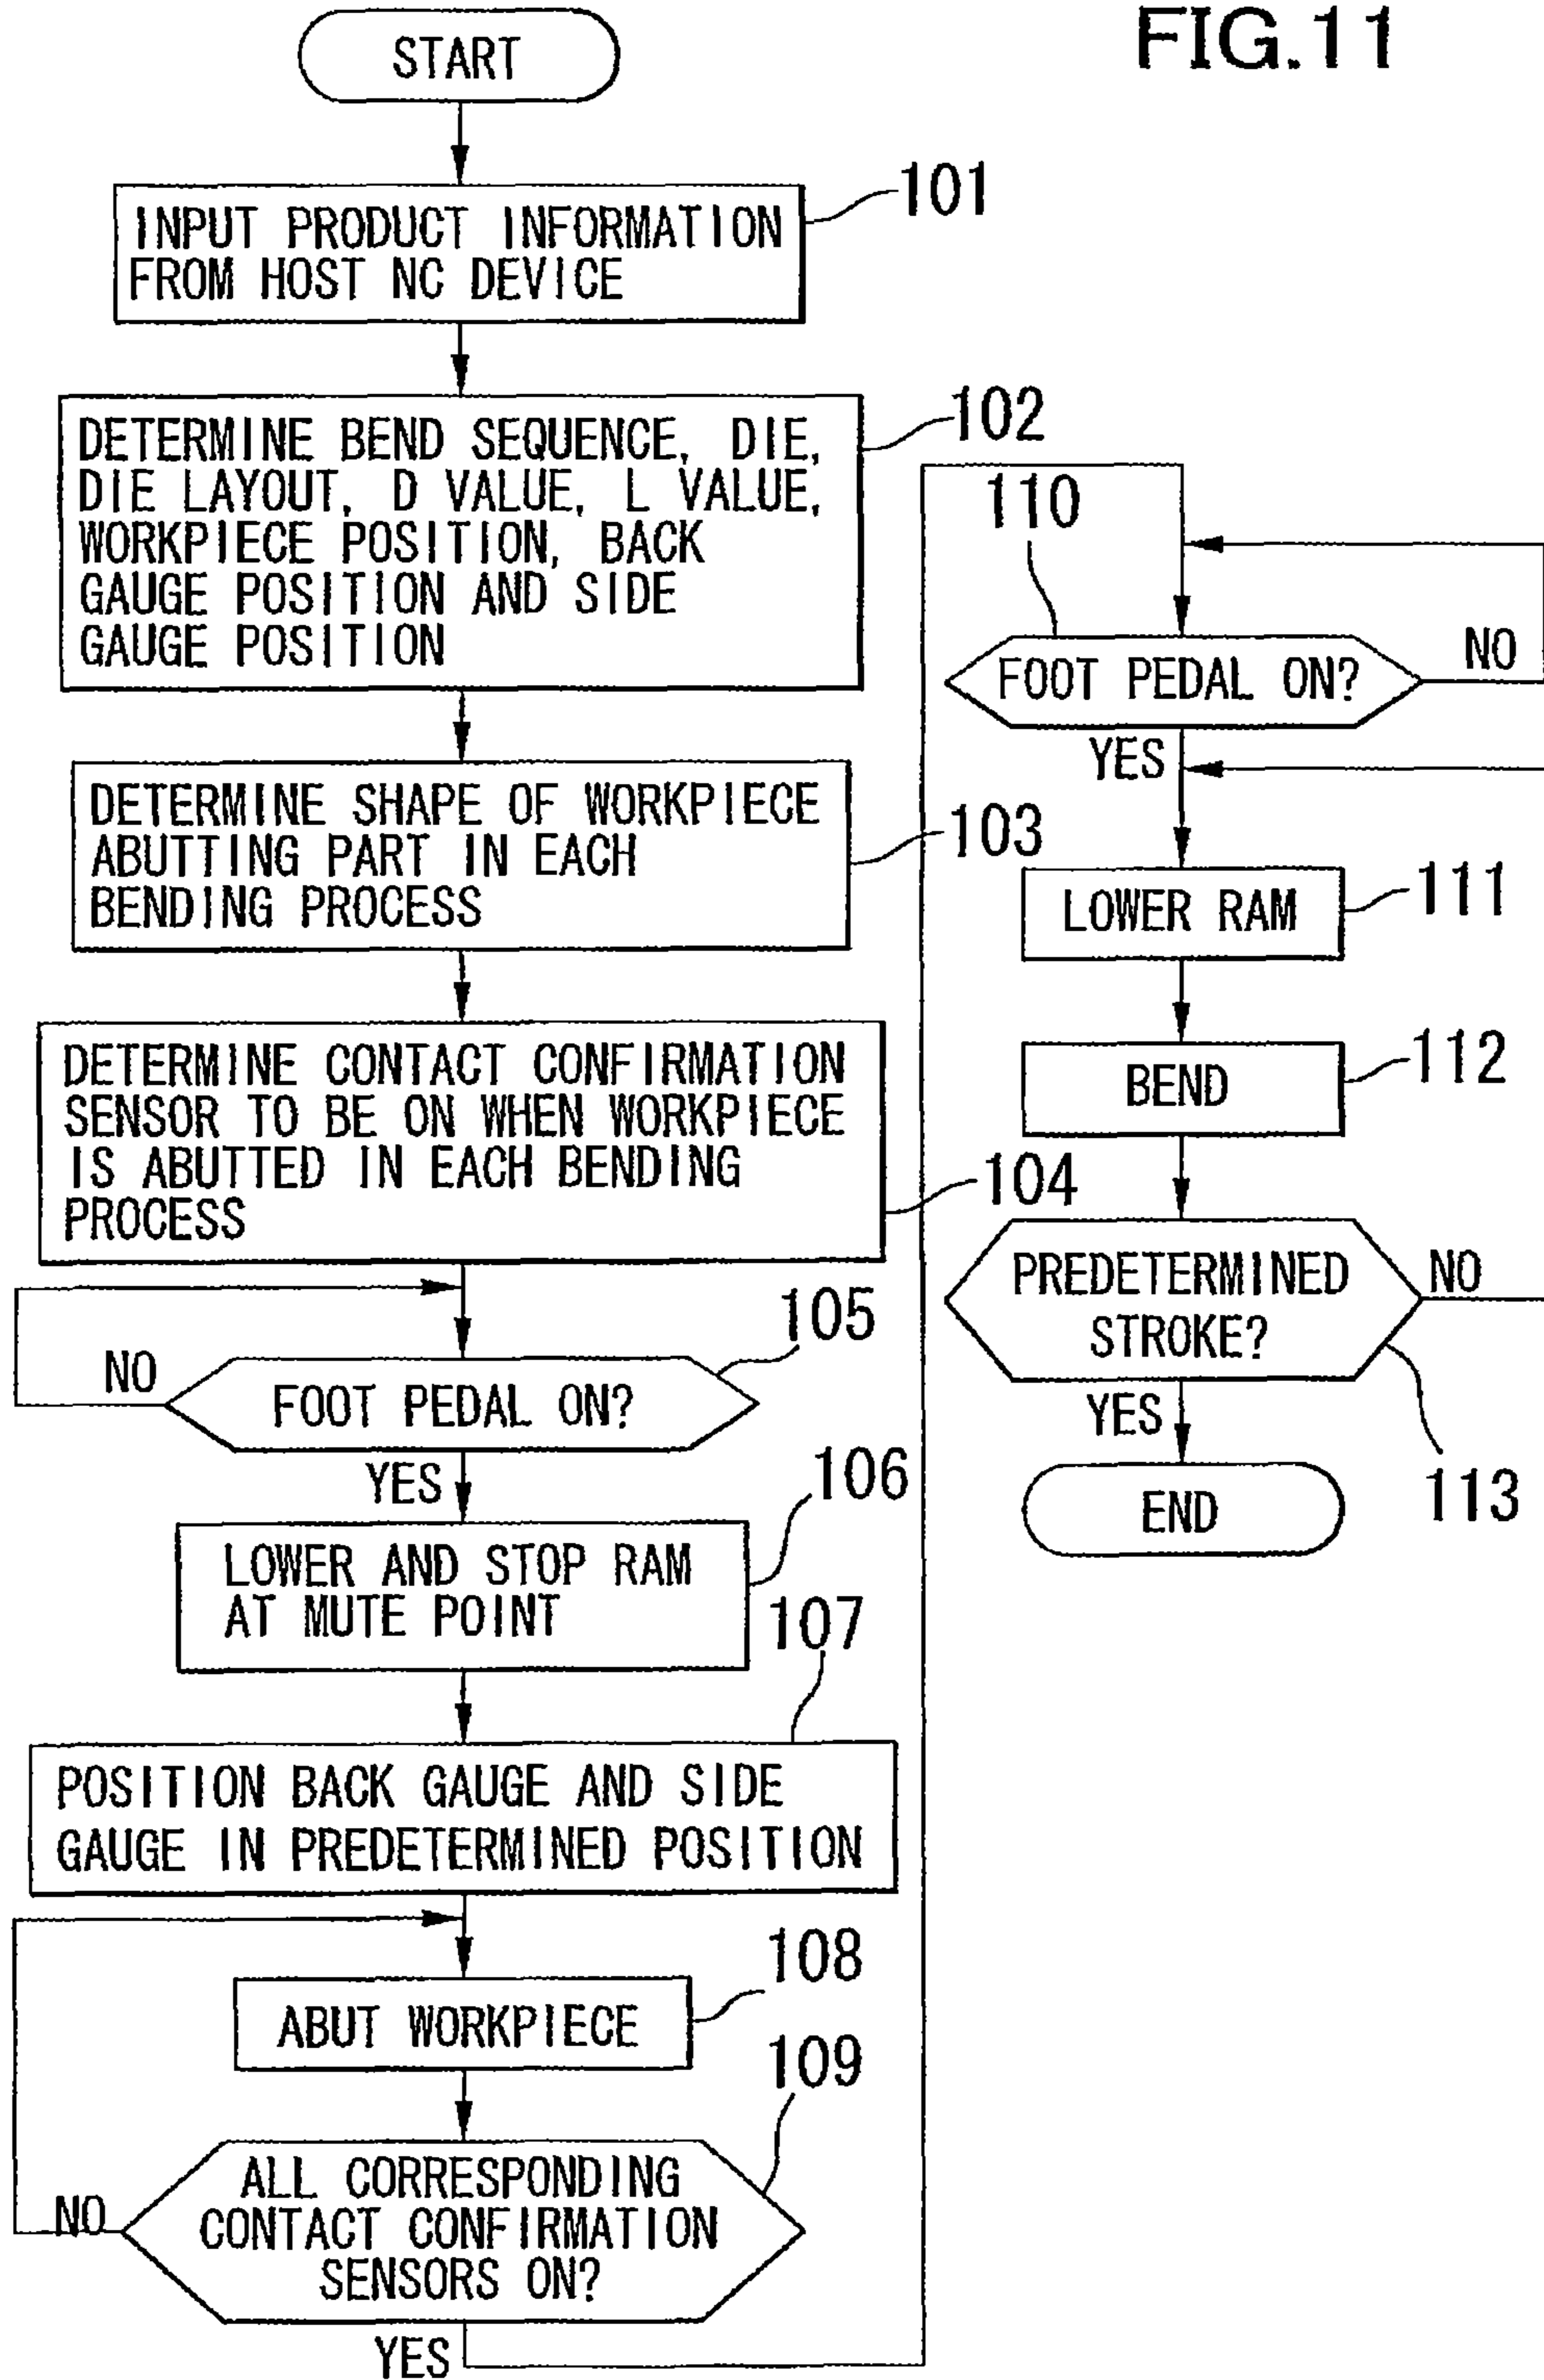 FIG.11
START
101
INPUT PRODUCT INFORMATION
FROM HOST NC DEVICE
102
DETERMINE BEND SEQUENCE, DIE,
DIE LAYOUT, D VALUE, L VALUE,
WORKPIECE POSITION, BACK
GAUGE POSITION AND SIDE
GAUGE POSITION
103
DETERMINE SHAPE OF WORKPIECE
ABUTTING PART IN EACH
BENDING PROCESS
DETERMINE CONTACT CONFIRMATION
SENSOR TO BE ON WHEN WORKPIECE
IS ABUTTED IN EACH BENDING
PROCESS
104
105
NO
FOOT PEDAL ON?
YES
106
LOWER AND STOP RAM
AT MUTE POINT
107
POSITION BACK GAUGE AND SIDE
GAUGE IN PREDETERMINED POSITION
108
ABUT WORKPIECE
109
ALL CORRESPONDING
CONTACT CONFIRMATION
SENSORS ON?
NO
YES
110
FOOT PEDAL ON?
NO
YES
LOWER RAM
111
BEND
112
PREDETERMINED
STROKE?
NO
YES
113
END